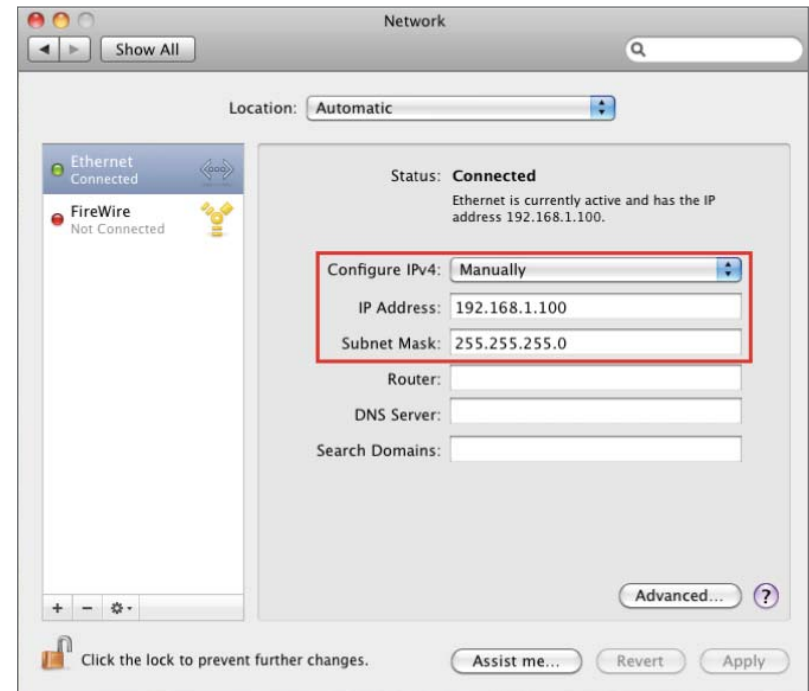 Network
Show All
Location: Automatic
Ethernet
Connected
FireWire
Not Connected
Status: Connected
Ethernet is currently active and has the IP
address 192.168.1.100.
Configure IPv4: Manually
IP Address: 192.168.1.100
Subnet Mask: 255.255.255.0
Router:
DNS Server:
Search Domains:
Advanced... ?
+ -
Click the lock to prevent further changes.
Assist me... Revert Apply